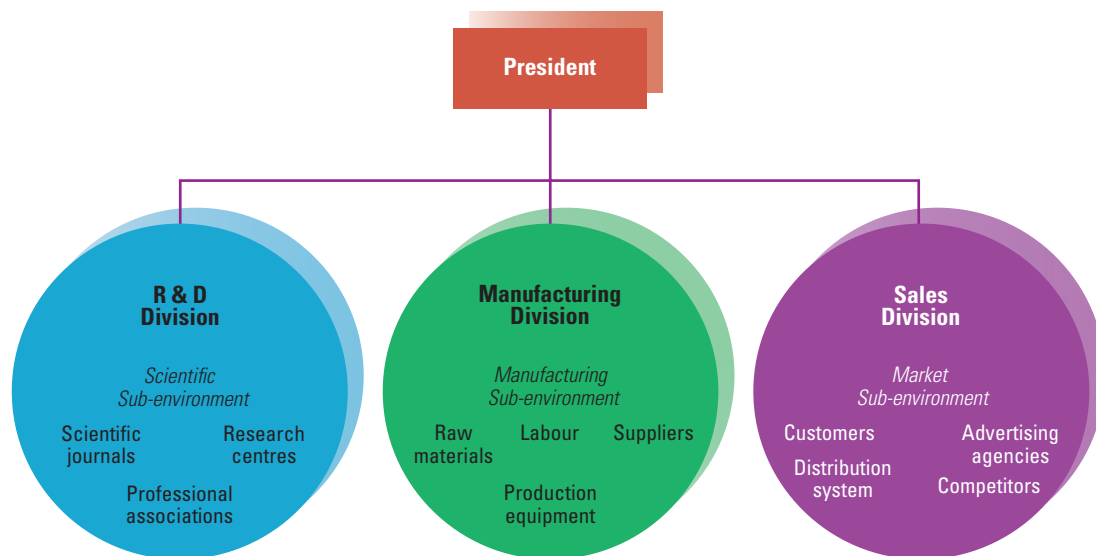 President
R & D
Division
Scientific
Sub-environment
Scientific
journals
Research
centres
Professional
associations
Manufacturing
Division
Manufacturing
Sub-environment
Raw
materials
Labour
Suppliers
Production
equipment
Sales
Division
Market
Sub-environment
Customers
Advertising
agencies
Distribution
system
Competitors